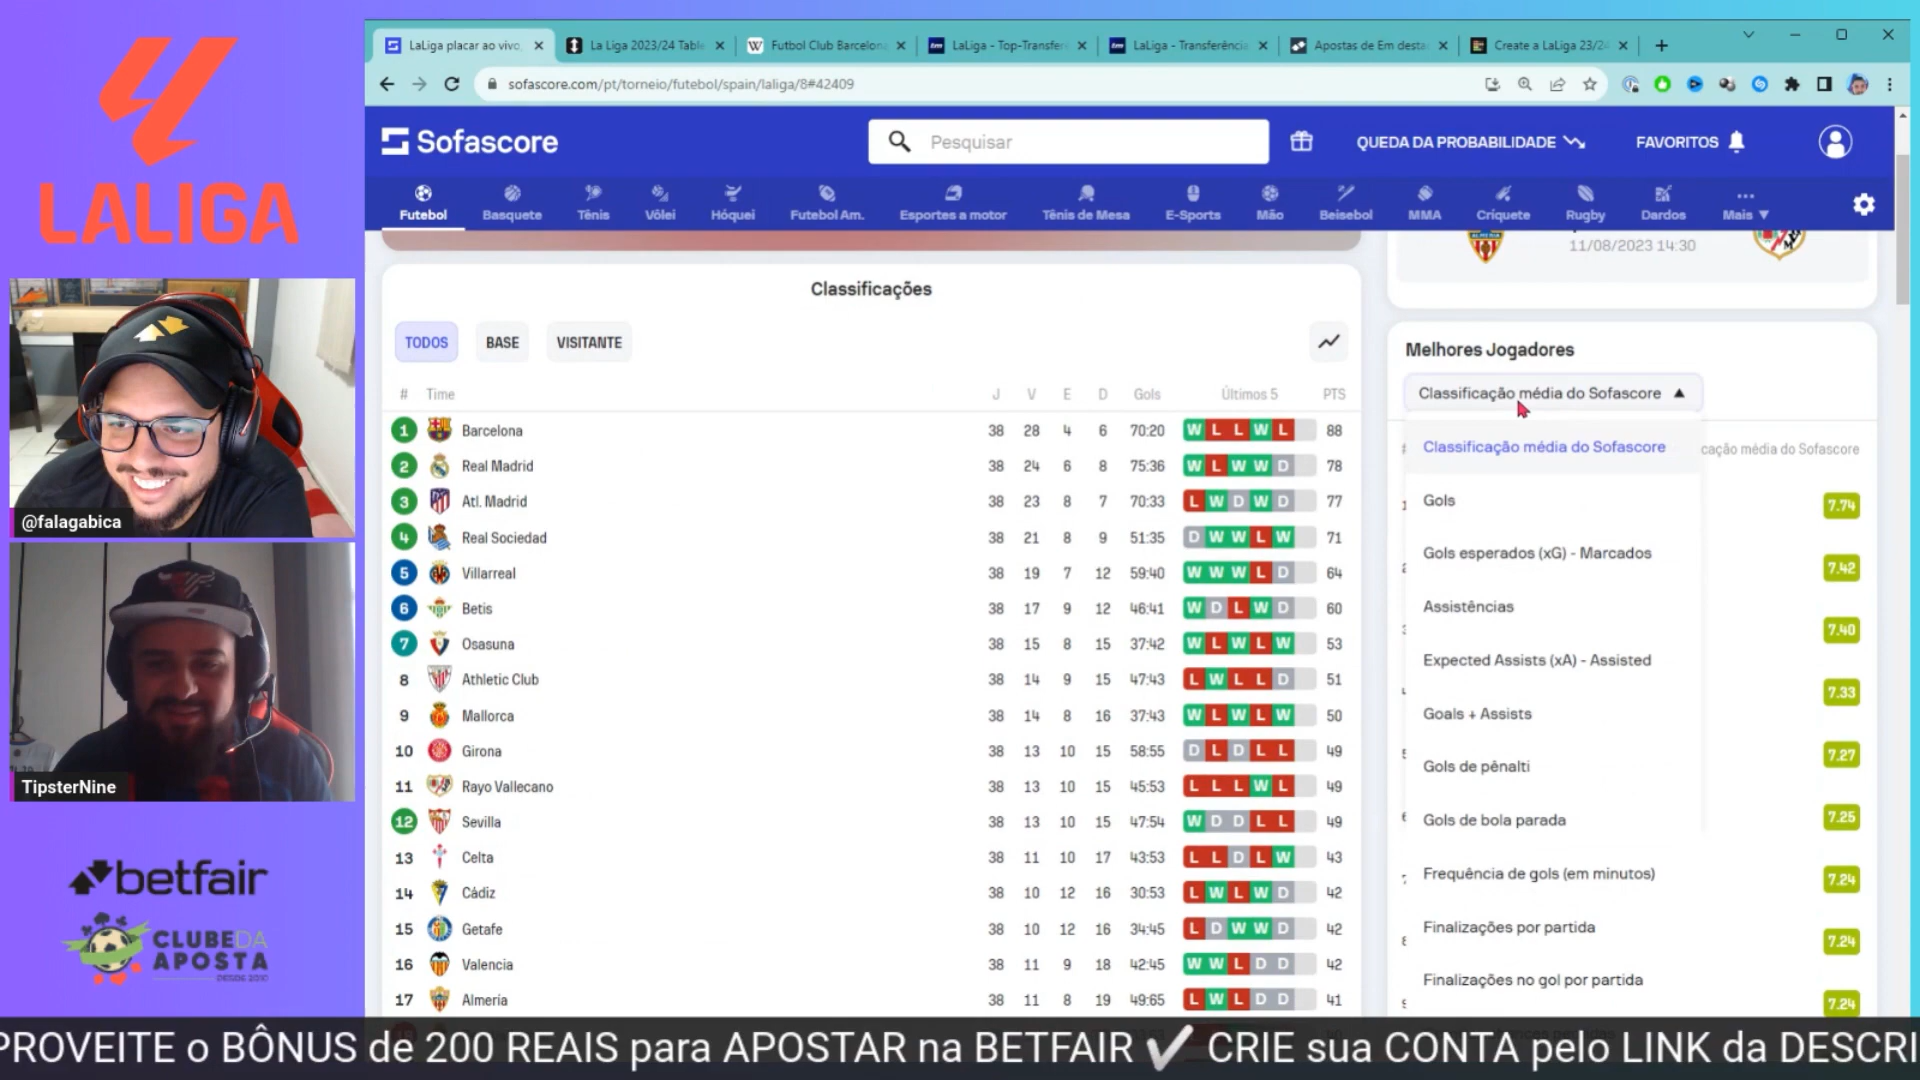 LALIGA
@falagabica
TipsterNine
betfair
CLUBEDA
APOSTA
DESDE 2010
LaLiga placar ao vivo,
La Liga 2023/24 Table
Futbol Club Barcelona
LaLiga - Top-Transfer
LaLiga - Transferência
Apostas de Em desta
Create a LaLiga 23/24
sofascore.com/pt/torneio/futebol/spain/laliga/8#42409
Sofascore
Pesquisar
QUEDA DA PROBABILIDADE
FAVORITOS
Futebol Basquete Tênis Vôlei Hóquei Futebol Am. Esportes a motor Tênis de Mesa E-Sports Mão Beisebol MMA Críquete Rugby Dardos Mais ▼
11/08/2023 14:30
Classificações
TODOS BASE VISITANTE
# Time J V E D Gols Últimos 5 PTS
1 Barcelona 38 28 4 6 70:20 W L L W L 88
2 Real Madrid 38 24 6 8 75:36 W L W W D 78
3 Atl. Madrid 38 23 8 7 70:33 L W D W D 77
4 Real Sociedad 38 21 8 9 51:35 D W W L W 71
5 Villarreal 38 19 7 12 59:40 W W W L D 64
6 Betis 38 17 9 12 46:41 W D L W D 60
7 Osasuna 38 15 8 15 37:42 W L W L W 53
8 Athletic Club 38 14 9 15 47:43 L W L L D 51
9 Mallorca 38 14 8 16 37:43 W L W L W 50
10 Girona 38 13 10 15 58:55 D L D L L 49
11 Rayo Vallecano 38 13 10 15 45:53 L L L W L 49
12 Sevilla 38 13 10 15 47:54 W D D L L 49
13 Celta 38 11 10 17 43:53 L L D L W 43
14 Cádiz 38 10 12 16 30:53 L W L W D 42
15 Getafe 38 10 12 16 34:45 L D W W D 42
16 Valencia 38 11 9 18 42:45 W W L D D 42
17 Almería 38 11 8 19 49:65 L W L D D 41
Melhores Jogadores
Classificação média do Sofascore ▲
Classificação média do Sofascore
cação média do Sofascore
Gols
7.74
Gols esperados (xG) - Marcados
7.42
Assistências
7.40
Expected Assists (xA) - Assisted
7.33
Goals + Assists
7.27
Gols de pênalti
7.25
Gols de bola parada
7.24
Frequência de gols (em minutos)
7.24
Finalizações por partida
7.24
Finalizações no gol por partida
PROVEITE o BÔNUS de 200 REAIS para APOSTAR na BETFAIR ✔ CRIE sua CONTA pelo LINK da DESCRI